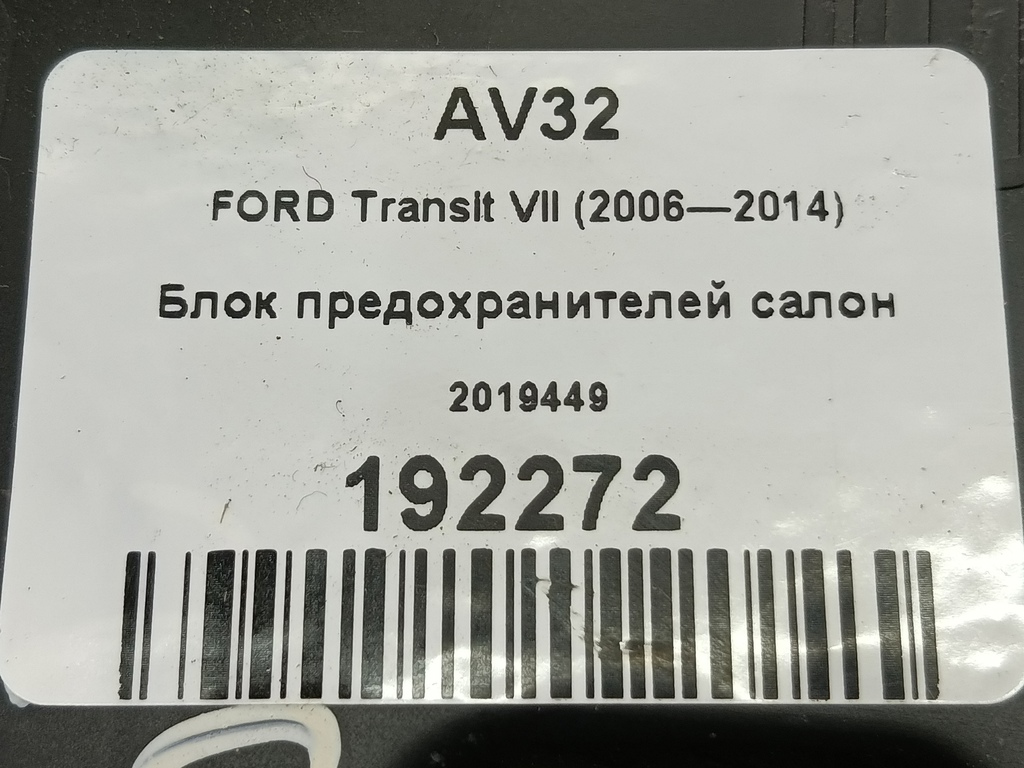 AV32
FORD Transit VII (2006—2014)
Блок предохранителей салон
2019449
192272